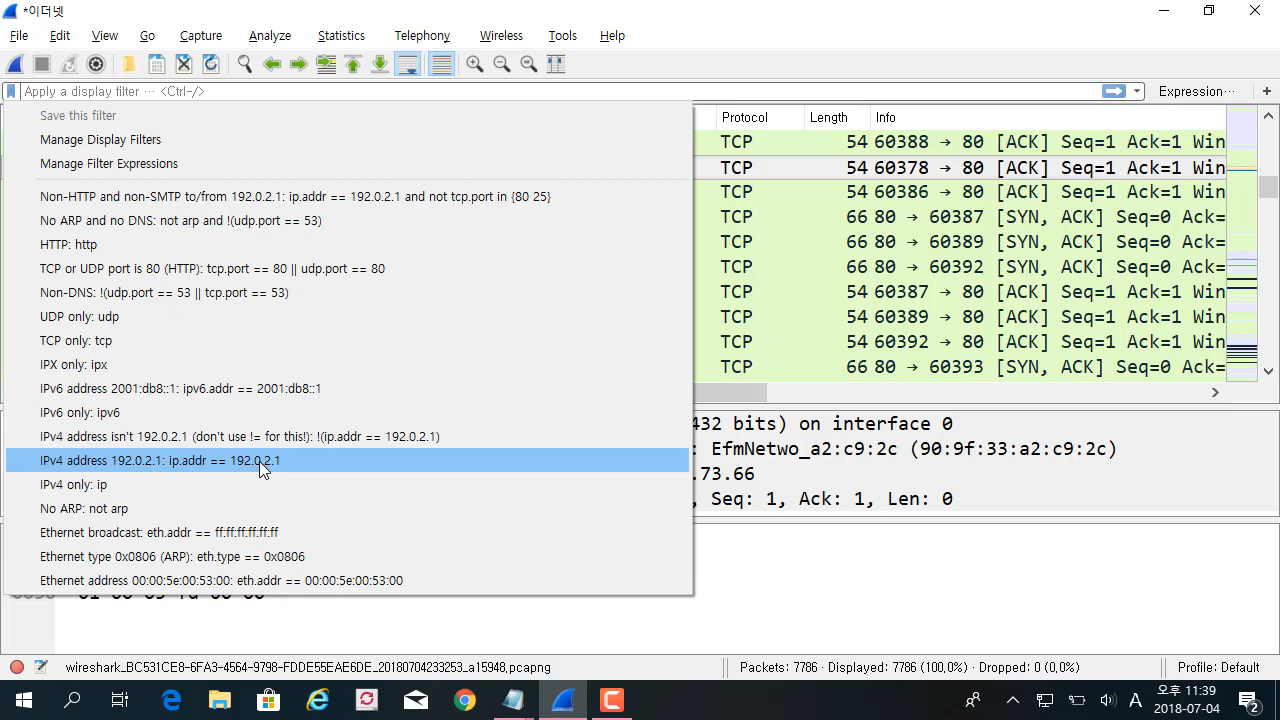 *이더넷
File Edit View Go Capture Analyze Statistics Telephony Wireless Tools Help
Apply a display filter ... <Ctrl-/> Expression... +
Save this filter
Manage Display Filters
Manage Filter Expressions
Non-HTTP and non-SMTP to/from 192.0.2.1: ip.addr == 192.0.2.1 and not tcp.port in {80 25}
No ARP and no DNS: not arp and !(udp.port == 53)
HTTP: http
TCP or UDP port is 80 (HTTP): tcp.port == 80 || udp.port == 80
Non-DNS: !(udp.port == 53 || tcp.port == 53)
UDP only: udp
TCP only: tcp
IPX only: ipx
IPv6 address 2001:db8::1: ipv6.addr == 2001:db8::1
IPv6 only: ipv6
IPv4 address isn't 192.0.2.1 (don't use != for this!): !(ip.addr == 192.0.2.1)
IPv4 address 192.0.2.1: ip.addr == 192.0.2.1
IPv4 only: ip
No ARP: not arp
Ethernet broadcast: eth.addr == ff:ff:ff:ff:ff:ff
Ethernet type 0x0806 (ARP): eth.type == 0x0806
Ethernet address 00:00:5e:00:53:00: eth.addr == 00:00:5e:00:53:00
Protocol Length Info
TCP 54 60388 → 80 [ACK] Seq=1 Ack=1 Win
TCP 54 60378 → 80 [ACK] Seq=1 Ack=1 Win
TCP 54 60386 → 80 [ACK] Seq=1 Ack=1 Win
TCP 66 80 → 60387 [SYN, ACK] Seq=0 Ack=
TCP 66 80 → 60389 [SYN, ACK] Seq=0 Ack=
TCP 66 80 → 60392 [SYN, ACK] Seq=0 Ack=
TCP 54 60387 → 80 [ACK] Seq=1 Ack=1 Win
TCP 54 60389 → 80 [ACK] Seq=1 Ack=1 Win
TCP 54 60392 → 80 [ACK] Seq=1 Ack=1 Win
TCP 66 80 → 60393 [SYN, ACK] Seq=0 Ack=
432 bits) on interface 0
: EfmNetwo_a2:c9:2c (90:9f:33:a2:c9:2c)
.73.66
, Seq: 1, Ack: 1, Len: 0
wireshark_BC531CE8-6FA3-4564-9798-FDDE55EAE6DE_20180704233253_a15948.pcapng
Packets: 7786 · Displayed: 7786 (100,0%) · Dropped: 0 (0,0%)
Profile: Default
A
오후 11:39
2018-07-04
2